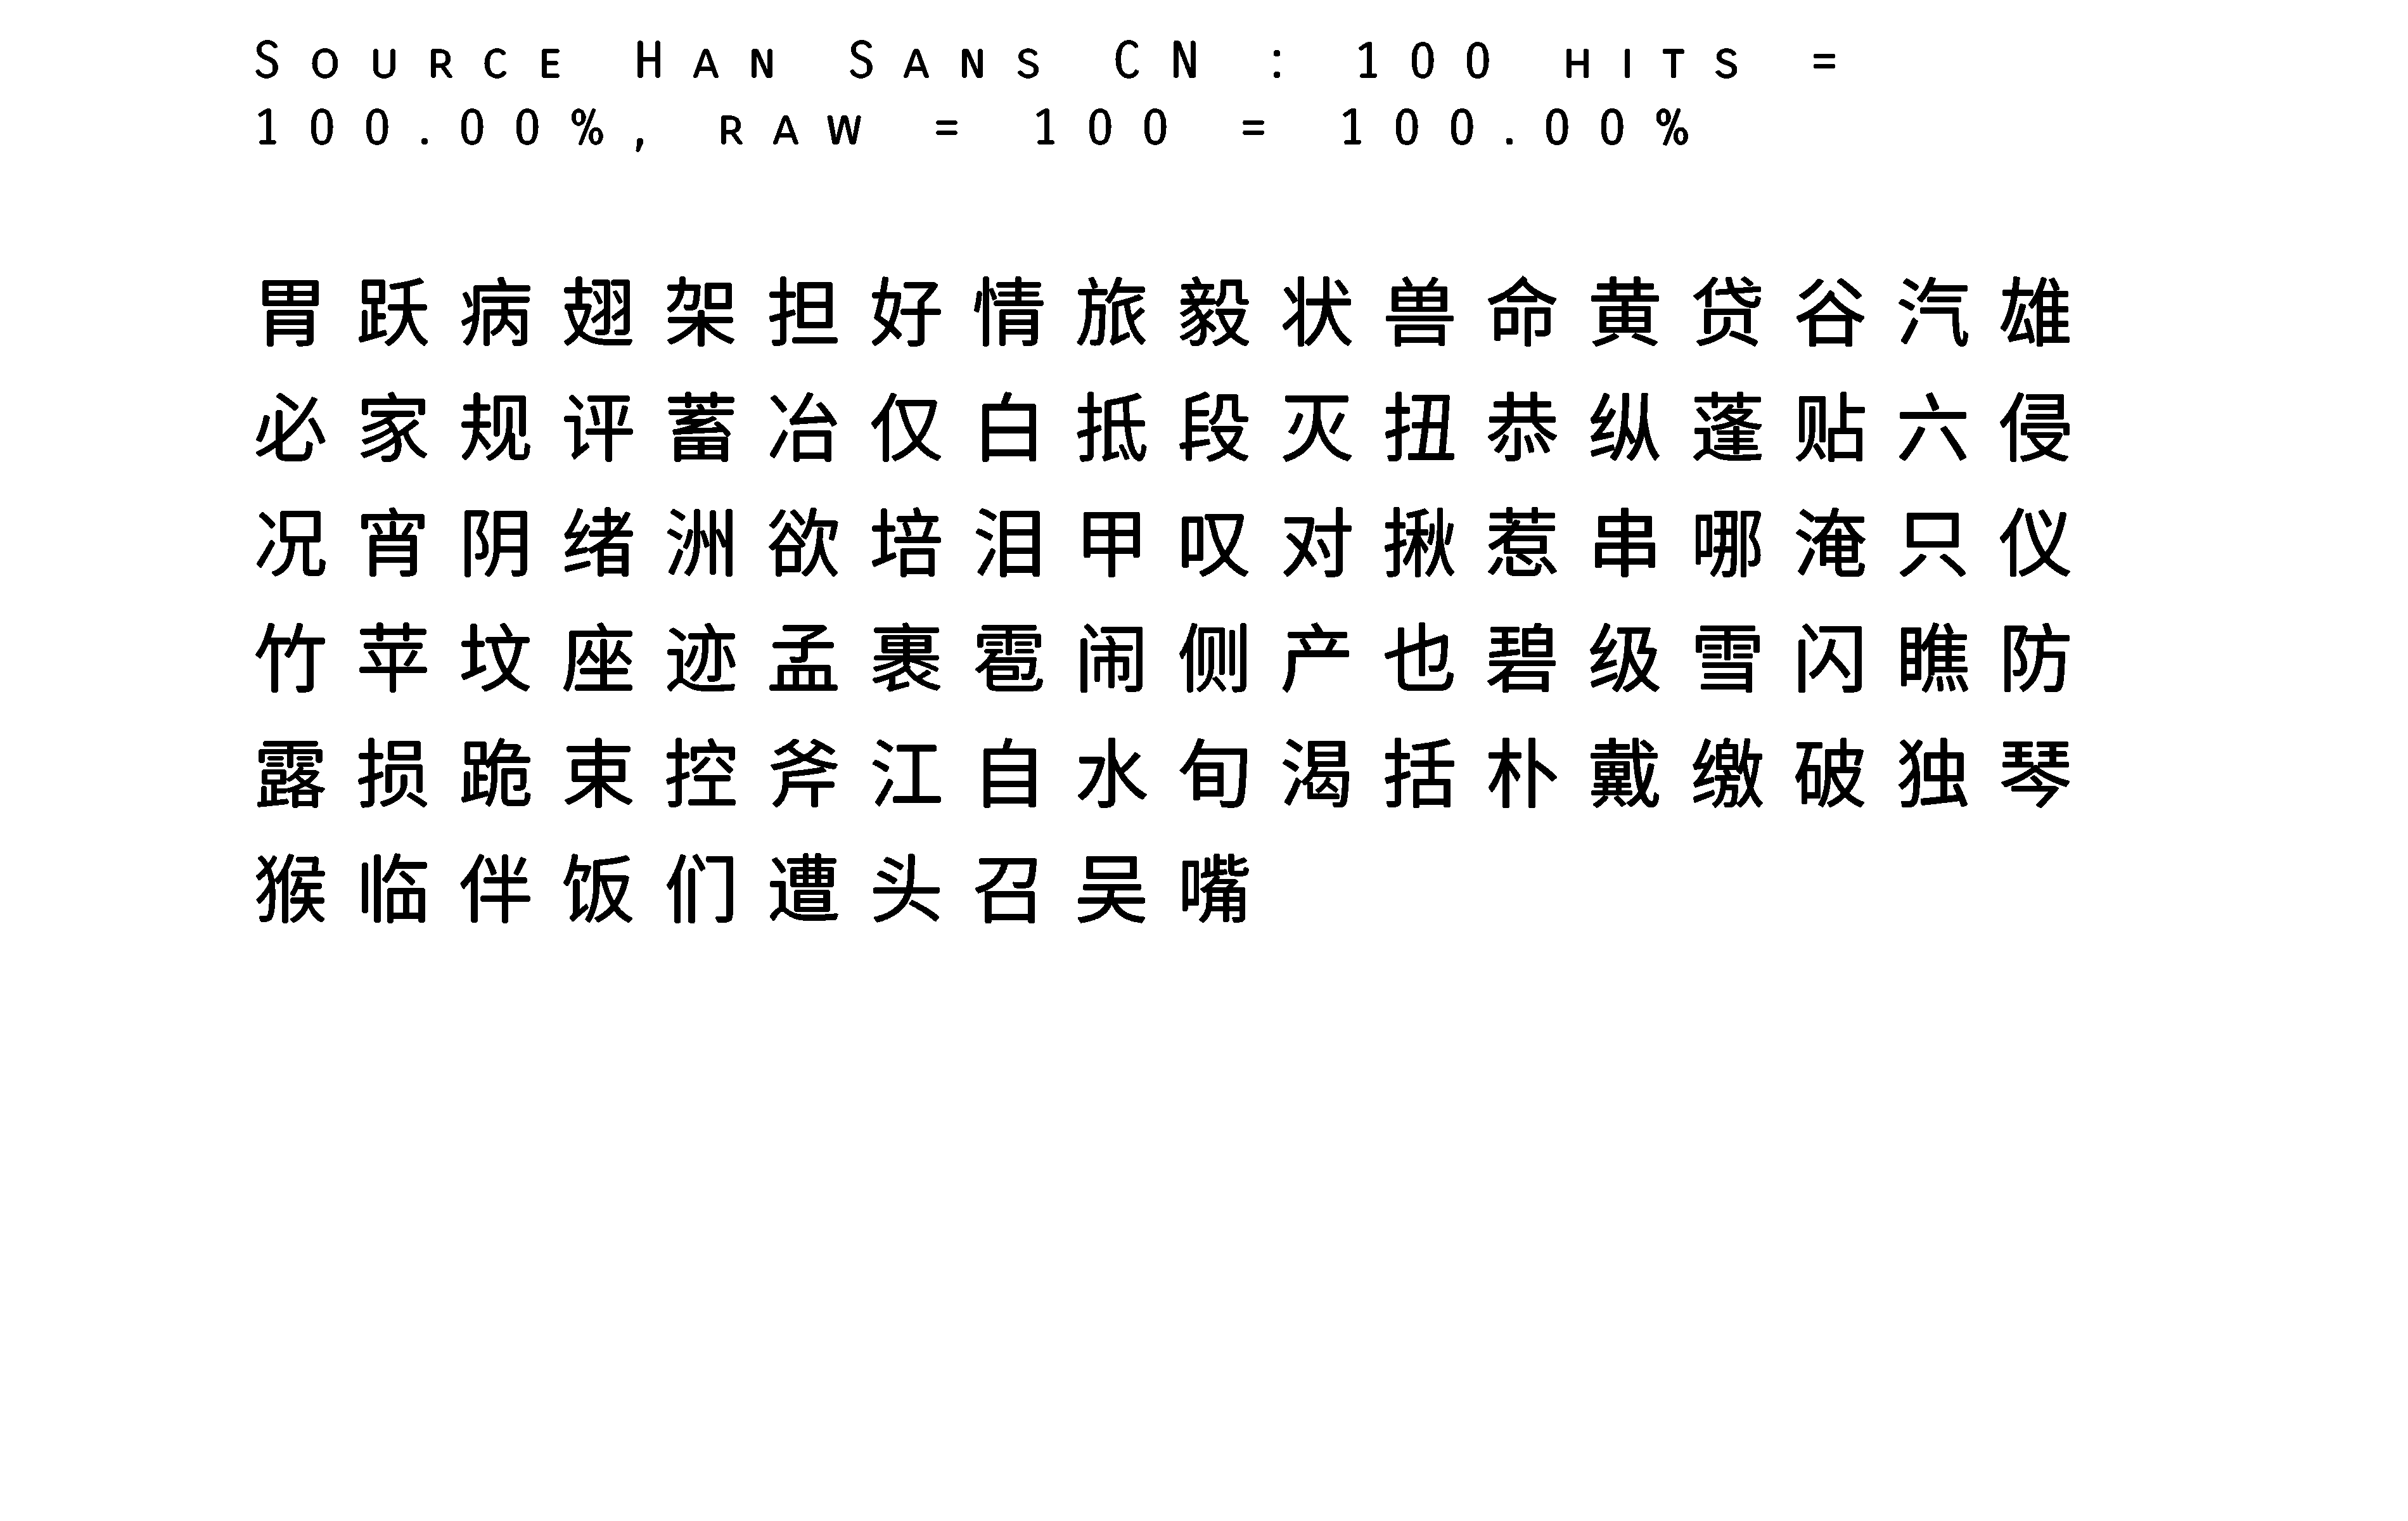 Source Han Sans CN : 100 hits =
100.00%, raw = 100 = 100.00%
胃跃病翅架担好情旅毅状兽命黄贷谷汽雄
必家规评蓄冶仅白抵段灭扭恭纵蓬贴六侵
况宵阴绪洲欲培泪甲叹对揪惹串哪淹只仪
竹苹坟座迹孟裹雹闹侧产也碧级雪闪瞧防
露损跪束控斧江自水旬渴括朴戴缴破独琴
猴临伴饭们遭头召吴嘴